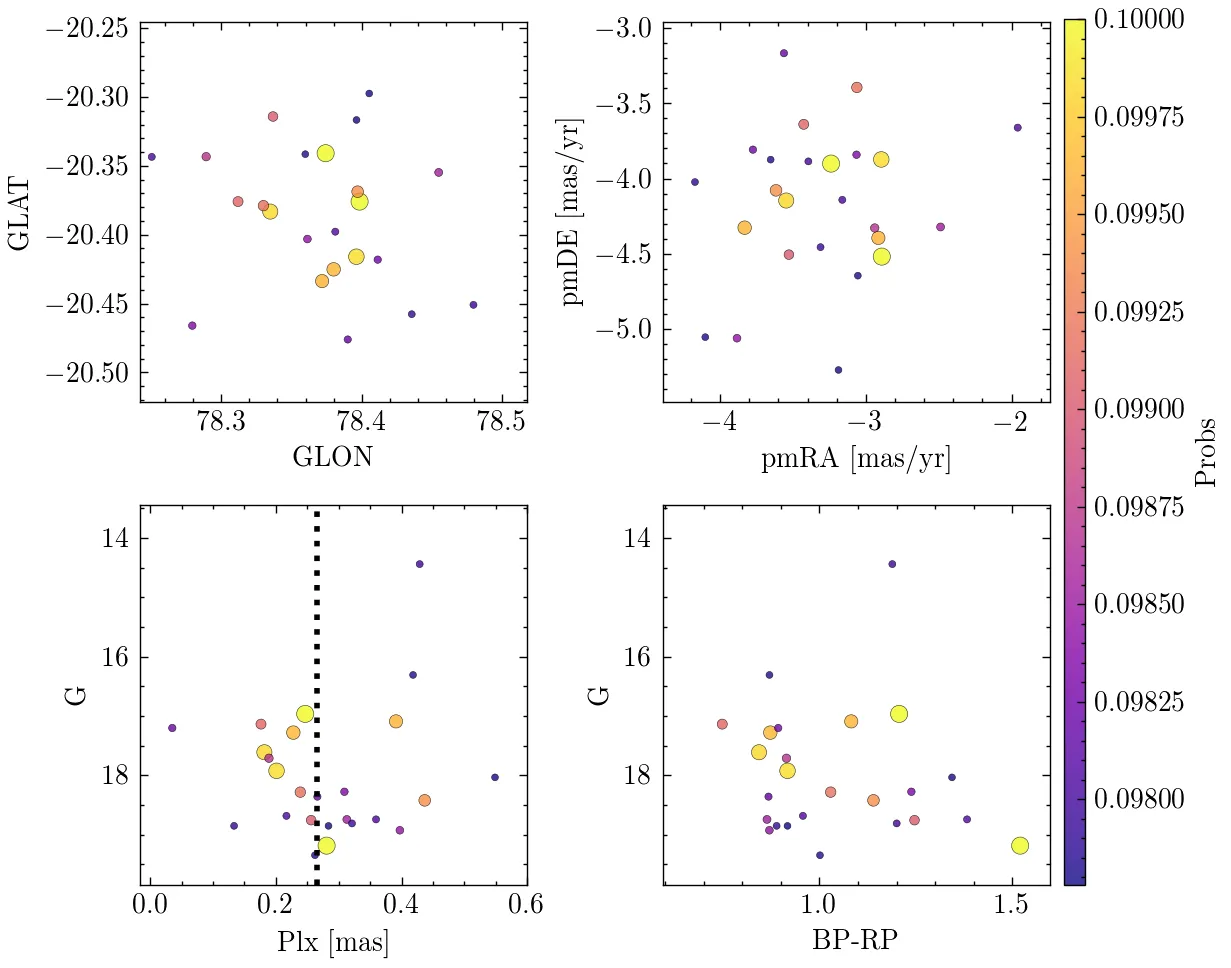 −20.25
−20.30
−20.35
−20.40
−20.45
−20.50
GLAT
78.3 78.4 78.5
GLON
−3.0
−3.5
−4.0
−4.5
−5.0
pmDE [mas/yr]
−4 −3 −2
pmRA [mas/yr]
0.10000
0.09975
0.09950
0.09925
0.09900
0.09875
0.09850
0.09825
0.09800
Probs
14
16
18
G
0.0 0.2 0.4 0.6
Plx [mas]
14
16
18
G
1.0 1.5
BP-RP